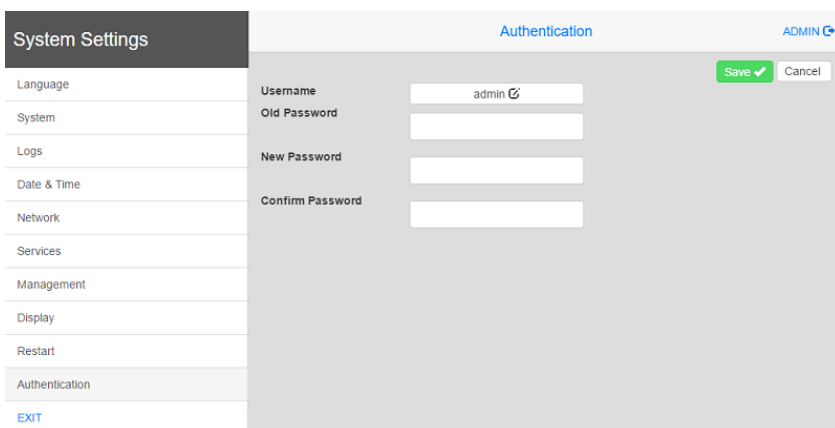 System Settings
Language
System
Logs
Date & Time
Network
Services
Management
Display
Restart
Authentication
EXIT
Authentication
ADMIN
Save
Cancel
Username
admin
Old Password
New Password
Confirm Password